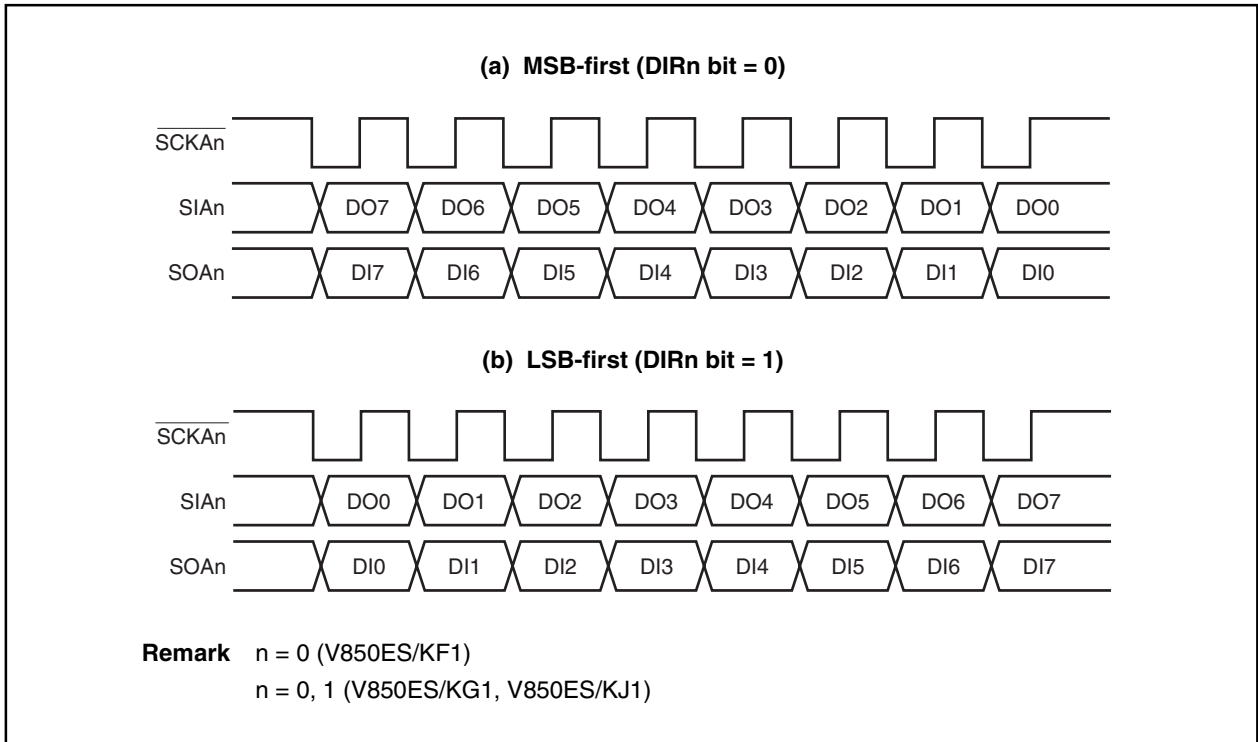 (a) MSB-first (DIRn bit = 0)
SCKAn
SIAn DO7 DO6 DO5 DO4 DO3 DO2 DO1 DO0
SOAn DI7 DI6 DI5 DI4 DI3 DI2 DI1 DI0
(b) LSB-first (DIRn bit = 1)
SCKAn
SIAn DO0 DO1 DO2 DO3 DO4 DO5 DO6 DO7
SOAn DI0 DI1 DI2 DI3 DI4 DI5 DI6 DI7
Remark n = 0 (V850ES/KF1)
n = 0, 1 (V850ES/KG1, V850ES/KJ1)